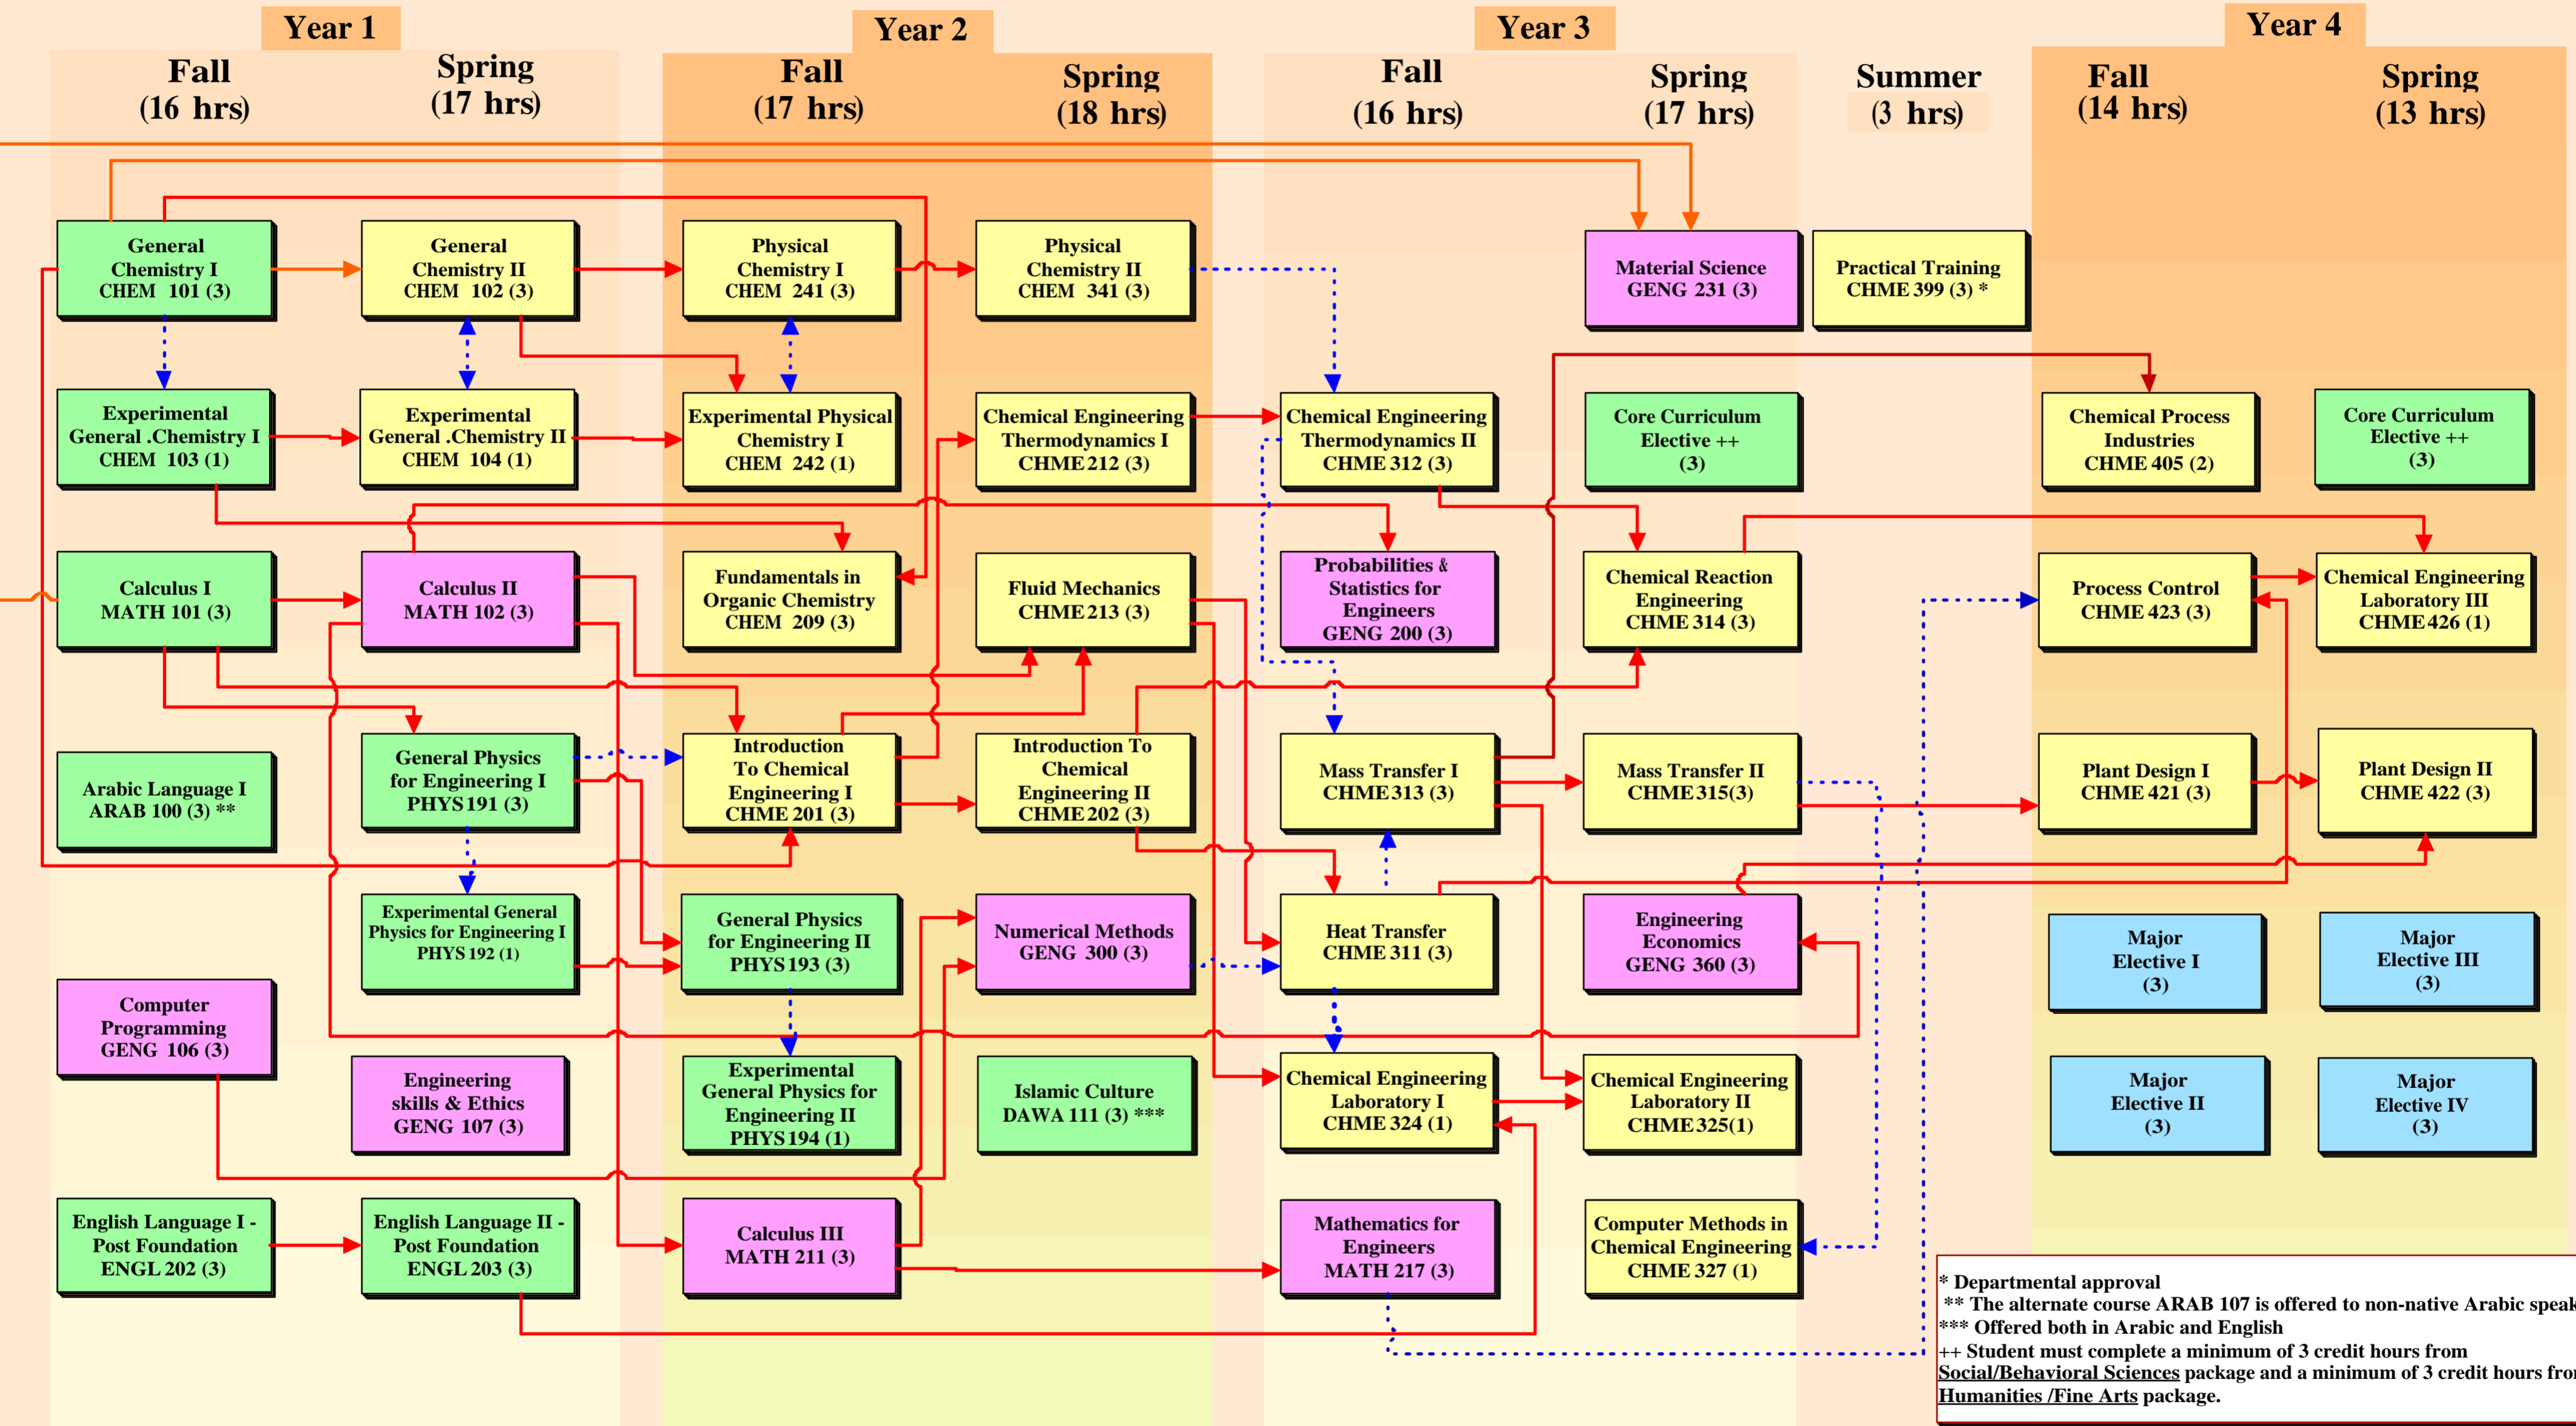 Year 1
Year 2
Year 3
Year 4
Fall
(16 hrs)
Spring
(17 hrs)
Fall
(17 hrs)
Spring
(18 hrs)
Fall
(16 hrs)
Spring
(17 hrs)
Summer
(3 hrs)
Fall
(14 hrs)
Spring
(13 hrs)
General
Chemistry I
CHEM 101 (3)
General
Chemistry II
CHEM 102 (3)
Physical
Chemistry I
CHEM 241 (3)
Physical
Chemistry II
CHEM 341 (3)
Material Science
GENG 231 (3)
Practical Training
CHME 399 (3) *
Experimental
General .Chemistry I
CHEM 103 (1)
Experimental
General .Chemistry II
CHEM 104 (1)
Experimental Physical
Chemistry I
CHEM 242 (1)
Chemical Engineering
Thermodynamics I
CHME 212 (3)
Chemical Engineering
Thermodynamics II
CHME 312 (3)
Core Curriculum
Elective ++
(3)
Chemical Process
Industries
CHME 405 (2)
Core Curriculum
Elective ++
(3)
Calculus I
MATH 101 (3)
Calculus II
MATH 102 (3)
Fundamentals in
Organic Chemistry
CHEM 209 (3)
Fluid Mechanics
CHME 213 (3)
Probabilities &
Statistics for
Engineers
GENG 200 (3)
Chemical Reaction
Engineering
CHME 314 (3)
Process Control
CHME 423 (3)
Chemical Engineering
Laboratory III
CHME 426 (1)
Arabic Language I
ARAB 100 (3) **
General Physics
for Engineering I
PHYS 191 (3)
Introduction
To Chemical
Engineering I
CHME 201 (3)
Introduction To
Chemical
Engineering II
CHME 202 (3)
Mass Transfer I
CHME 313 (3)
Mass Transfer II
CHME 315(3)
Plant Design I
CHME 421 (3)
Plant Design II
CHME 422 (3)
Computer
Programming
GENG 106 (3)
Experimental General
Physics for Engineering I
PHYS 192 (1)
General Physics
for Engineering II
PHYS 193 (3)
Numerical Methods
GENG 300 (3)
Heat Transfer
CHME 311 (3)
Engineering
Economics
GENG 360 (3)
Major
Elective I
(3)
Major
Elective III
(3)
Engineering
skills & Ethics
GENG 107 (3)
Experimental
General Physics for
Engineering II
PHYS 194 (1)
Islamic Culture
DAWA 111 (3) ***
Chemical Engineering
Laboratory I
CHME 324 (1)
Chemical Engineering
Laboratory II
CHME 325(1)
Major
Elective II
(3)
Major
Elective IV
(3)
English Language I -
Post Foundation
ENGL 202 (3)
English Language II -
Post Foundation
ENGL 203 (3)
Calculus III
MATH 211 (3)
Mathematics for
Engineers
MATH 217 (3)
Computer Methods in
Chemical Engineering
CHME 327 (1)
* Departmental approval
** The alternate course ARAB 107 is offered to non-native Arabic
*** Offered both in Arabic and English
++ Student must complete a minimum of 3 credit hours from
Social/Behavioral Sciences package and a minimum of 3 credit hours
Humanities /Fine Arts package.